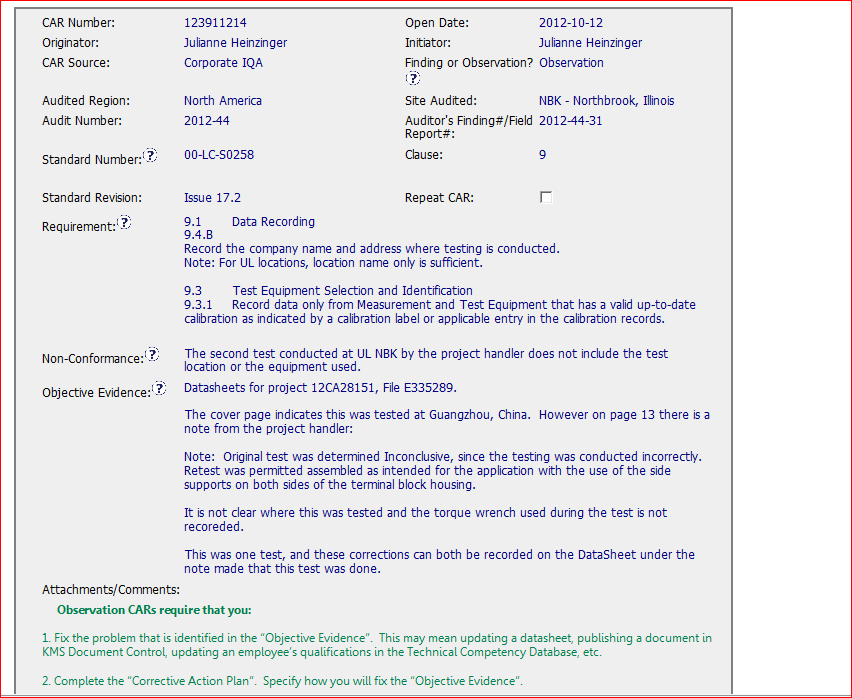 CAR Number: 123911214 Open Date: 2012-10-12
Originator: Julianne Heinzinger Initiator: Julianne Heinzinger
CAR Source: Corporate IQA Finding or Observation? Observation
?
Audited Region: North America Site Audited: NBK - Northbrook, Illinois
Audit Number: 2012-44 Auditor's Finding#/Field 2012-44-31
Report#:
Standard Number: ? 00-LC-S0258 Clause: 9
Standard Revision: Issue 17.2 Repeat CAR:
Requirement: ? 9.1 Data Recording
9.4.B
Record the company name and address where testing is conducted.
Note: For UL locations, location name only is sufficient.
9.3 Test Equipment Selection and Identification
9.3.1 Record data only from Measurement and Test Equipment that has a valid up-to-date
calibration as indicated by a calibration label or applicable entry in the calibration records.
Non-Conformance: ? The second test conducted at UL NBK by the project handler does not include the test
location or the equipment used.
Objective Evidence: ? Datasheets for project 12CA28151, File E335289.
The cover page indicates this was tested at Guangzhou, China. However on page 13 there is a
note from the project handler:
Note: Original test was determined Inconclusive, since the testing was conducted incorrectly.
Retest was permitted assembled as intended for the application with the use of the side
supports on both sides of the terminal block housing.
It is not clear where this was tested and the torque wrench used during the test is not
recoreded.
This was one test, and these corrections can both be recorded on the DataSheet under the
note made that this test was done.
Attachments/Comments:
Observation CARs require that you:
1. Fix the problem that is identified in the "Objective Evidence". This may mean updating a datasheet, publishing a document in
KMS Document Control, updating an employee's qualifications in the Technical Competency Database, etc.
2. Complete the "Corrective Action Plan". Specify how you will fix the "Objective Evidence".